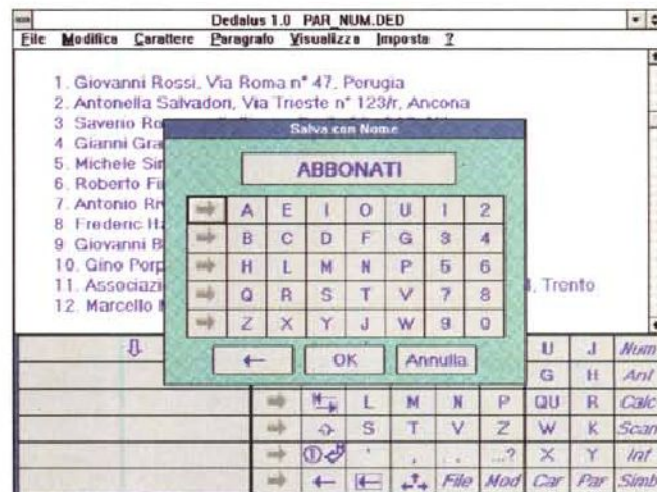 Dedalus 1.0 PAR_NUM.DED
File Modifica Carattere Paragrafo Visualizza Imposta ?
1. Giovanni Rossi, Via Roma n° 47, Perugia
2. Antonella Salvadon, Via Trieste n° 123/r, Ancona
3 Saverio
4 Gianni
5. Michele
6. Roberto
7. Antonio
8 Frederic
9 Giovanni
10. Gino
11. , Trento
12. Marcello
Salva con Nome
ABBONATI
A E I O U 1 2
B C D F G 3 4
H L M N P 5 6
Q R S T V 7 8
Z X Y J W 9 0
← OK Annulla
U J Num
G H Ant
L M N P QU R Calc
S T V Z W K Scan
' , . ...? X Y Int
File Mod Car Par Simb